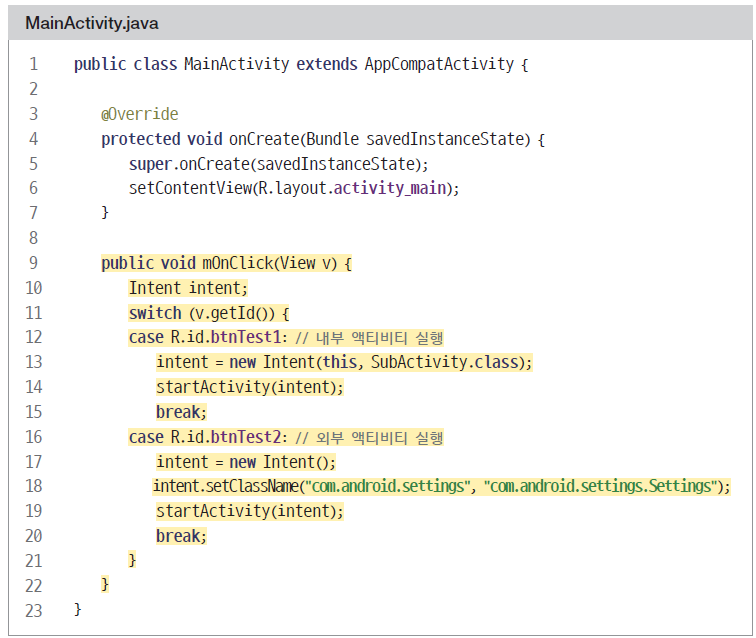 MainActivity.java
1 public class MainActivity extends AppCompatActivity {
2
3 @Override
4 protected void onCreate(Bundle savedInstanceState) {
5 super.onCreate(savedInstanceState);
6 setContentView(R.layout.activity_main);
7 }
8
9 public void mOnClick(View v) {
10 Intent intent;
11 switch (v.getId()) {
12 case R.id.btnTest1: // 내부 액티비티 실행
13 intent = new Intent(this, SubActivity.class);
14 startActivity(intent);
15 break;
16 case R.id.btnTest2: // 외부 액티비티 실행
17 intent = new Intent();
18 intent.setClassName("com.android.settings", "com.android.settings.Settings");
19 startActivity(intent);
20 break;
21 }
22 }
23 }